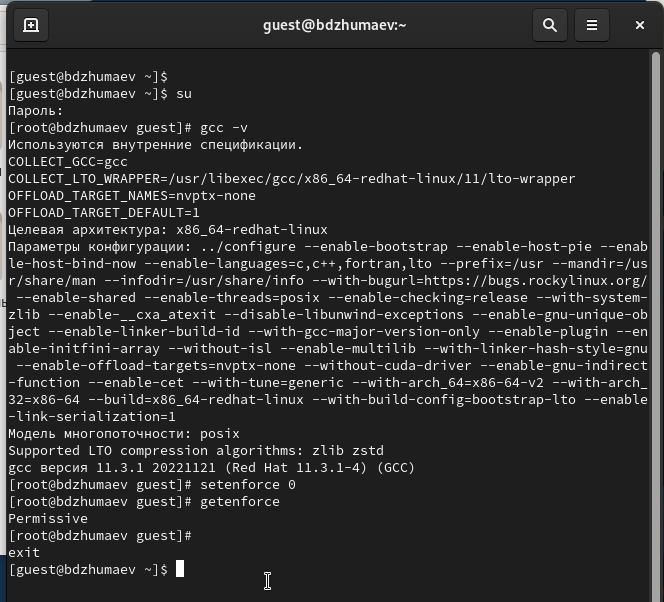 guest@bdzhumaev:~
[guest@bdzhumaev ~]$
[guest@bdzhumaev ~]$ su
Пароль:
[root@bdzhumaev guest]# gcc -v
Используются внутренние спецификации.
COLLECT_GCC=gcc
COLLECT_LTO_WRAPPER=/usr/libexec/gcc/x86_64-redhat-linux/11/lto-wrapper
OFFLOAD_TARGET_NAMES=nvptx-none
OFFLOAD_TARGET_DEFAULT=1
Целевая архитектура: x86_64-redhat-linux
Параметры конфигурации: ../configure --enable-bootstrap --enable-host-pie --enab
le-host-bind-now --enable-languages=c,c++,fortran,lto --prefix=/usr --mandir=/us
r/share/man --infodir=/usr/share/info --with-bugurl=https://bugs.rockylinux.org/
 --enable-shared --enable-threads=posix --enable-checking=release --with-system-
zlib --enable-__cxa_atexit --disable-libunwind-exceptions --enable-gnu-unique-ob
ject --enable-linker-build-id --with-gcc-major-version-only --enable-plugin --en
able-initfini-array --without-isl --enable-multilib --with-linker-hash-style=gnu
 --enable-offload-targets=nvptx-none --without-cuda-driver --enable-gnu-indirect
-function --enable-cet --with-tune=generic --with-arch_64=x86-64-v2 --with-arch_
32=x86-64 --build=x86_64-redhat-linux --with-build-config=bootstrap-lto --enable
-link-serialization=1
Модель многопоточности: posix
Supported LTO compression algorithms: zlib zstd
gcc версия 11.3.1 20221121 (Red Hat 11.3.1-4) (GCC)
[root@bdzhumaev guest]# setenforce 0
[root@bdzhumaev guest]# getenforce
Permissive
[root@bdzhumaev guest]#
exit
[guest@bdzhumaev ~]$